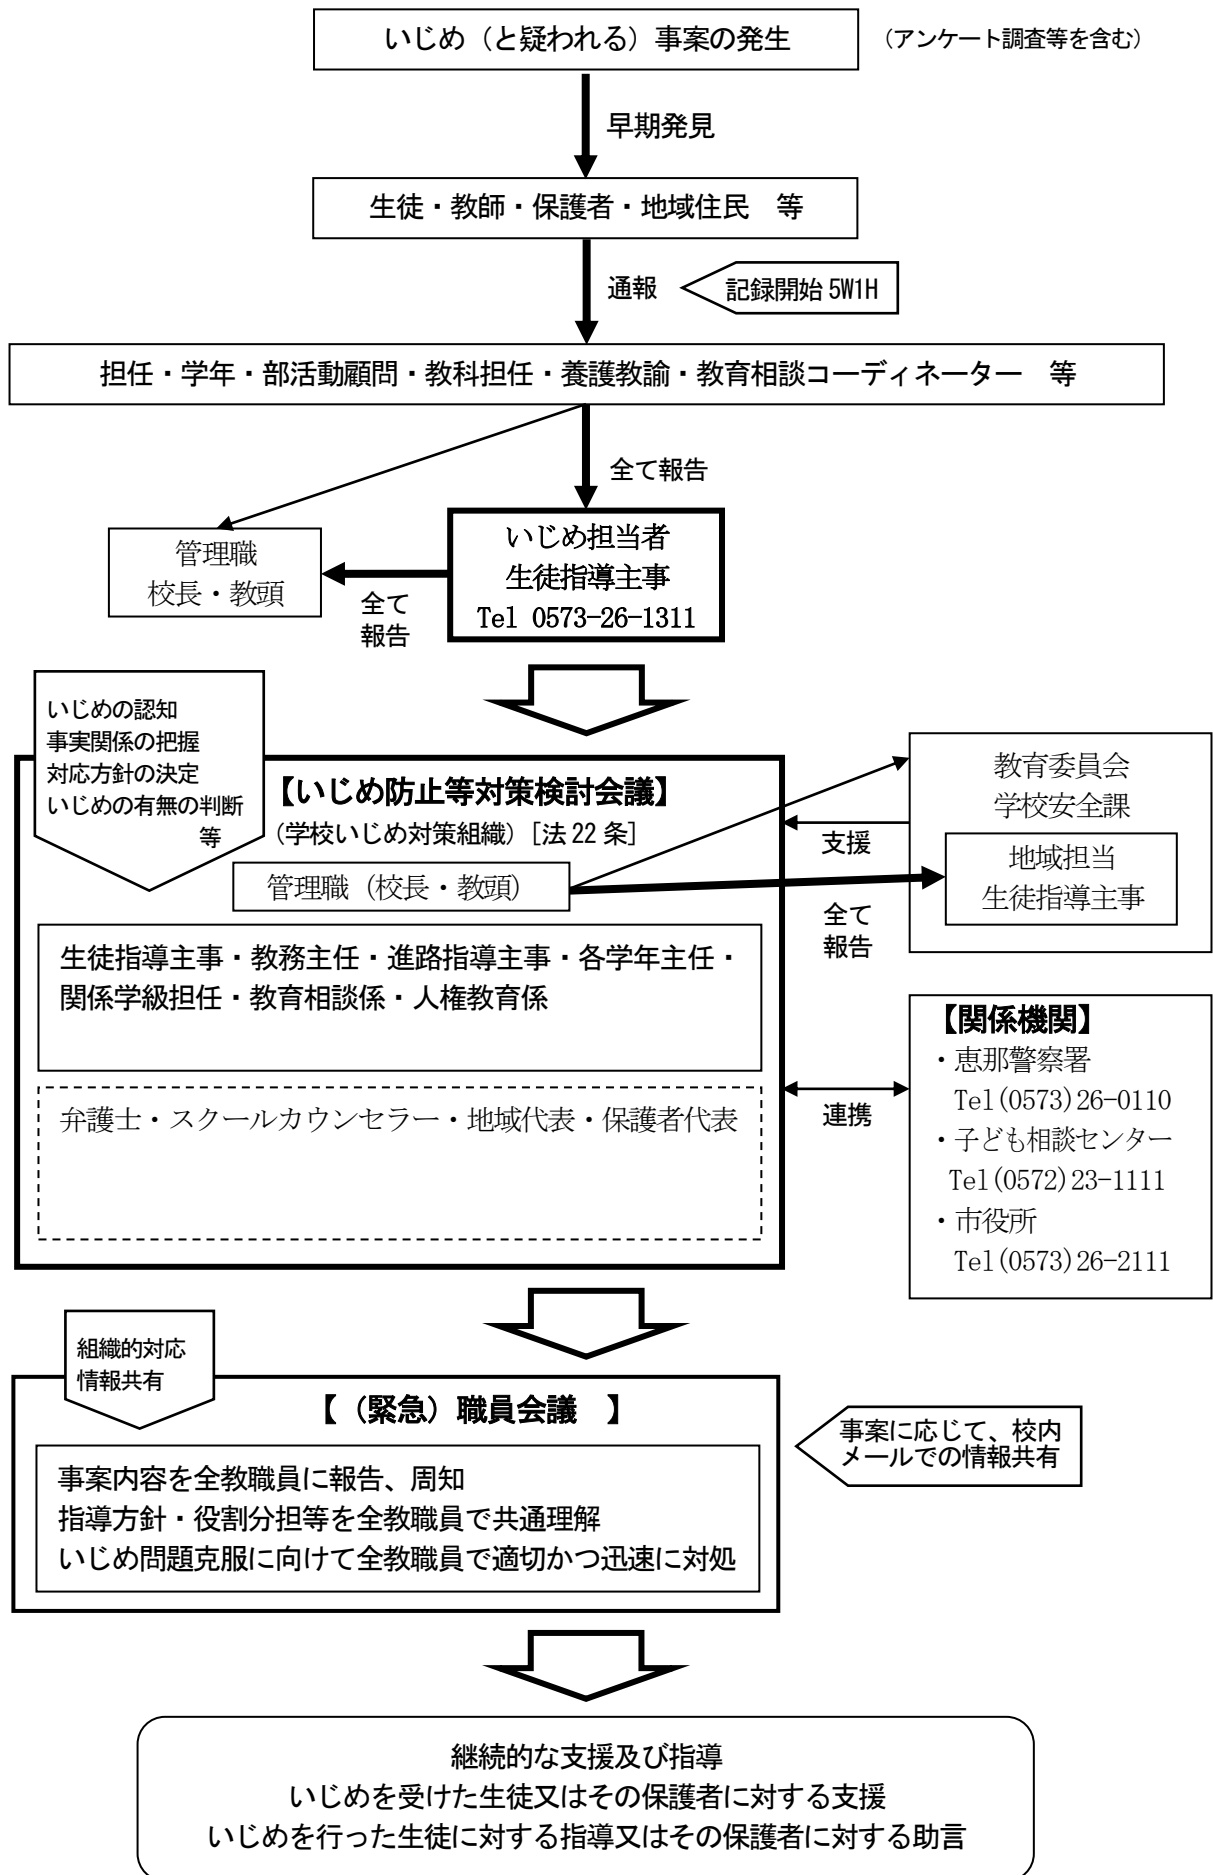 いじめ（と疑われる）事案の発生
（アンケート調査等を含む）
早期発見
生徒・教師・保護者・地域住民　等
通報
記録開始 5W1H
担任・学年・部活動顧問・教科担任・養護教諭・教育相談コーディネーター　等
全て報告
いじめ担当者
生徒指導主事
Tel 0573-26-1311
管理職
校長・教頭
全て
報告
いじめの認知
事実関係の把握
対応方針の決定
いじめの有無の判断
等
【いじめ防止等対策検討会議】
（学校いじめ対策組織）［法 22 条］
管理職（校長・教頭）
生徒指導主事・教務主任・進路指導主事・各学年主任・
関係学級担任・教育相談係・人権教育係
弁護士・スクールカウンセラー・地域代表・保護者代表
教育委員会
学校安全課
地域担当
生徒指導主事
支援
全て
報告
【関係機関】
・恵那警察署
Tel(0573)26-0110
・子ども相談センター
Tel(0572)23-1111
・市役所
Tel(0573)26-2111
連携
組織的対応
情報共有
【（緊急）職員会議　】
事案内容を全教職員に報告、周知
指導方針・役割分担等を全教職員で共通理解
いじめ問題克服に向けて全教職員で適切かつ迅速に対処
事案に応じて、校内
メールでの情報共有
継続的な支援及び指導
いじめを受けた生徒又はその保護者に対する支援
いじめを行った生徒に対する指導又はその保護者に対する助言